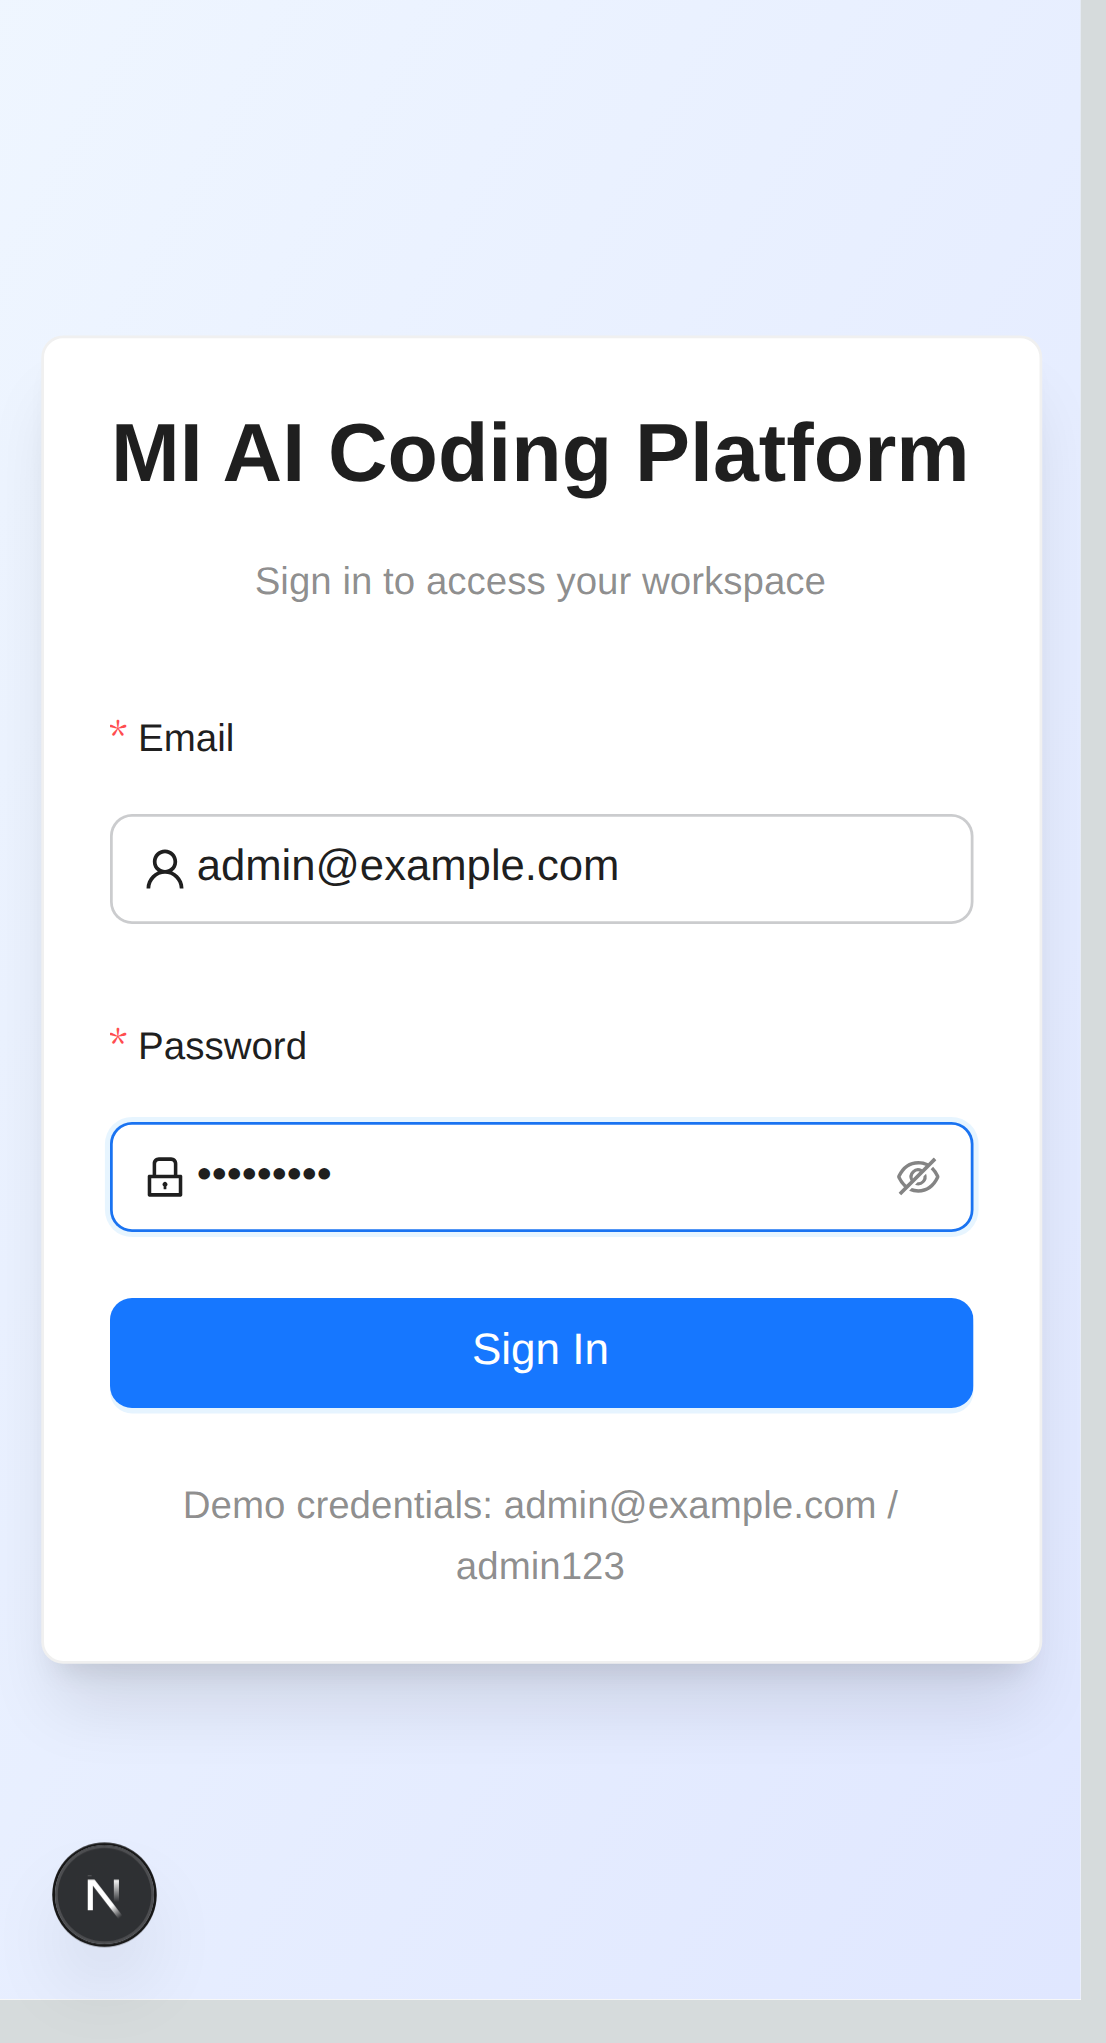 MI AI Coding Platform
Sign in to access your workspace
* Email
admin@example.com
* Password
•••••••••
Sign In
Demo credentials: admin@example.com /
admin123
N